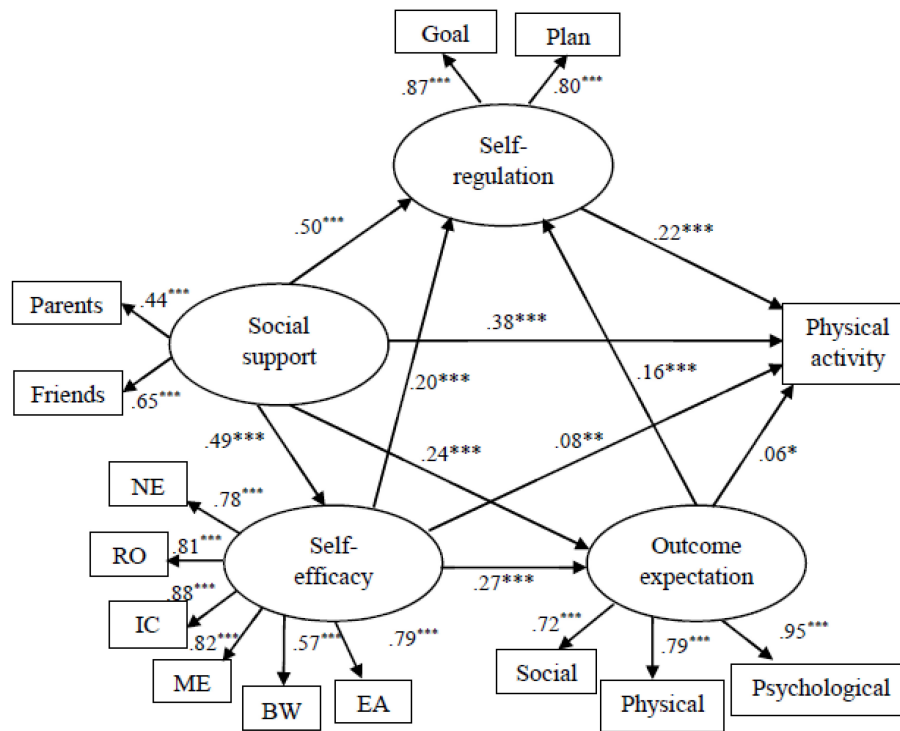 Goal
Plan
.87***
.80***
Self-
regulation
.50***
.22***
Parents
.44***
Social
support
.38***
Physical
activity
Friends
.65***
.20***
.16***
.49***
.24***
.08**
.06*
NE
.78***
RO
.81***
Self-
efficacy
Outcome
expectation
.27***
IC
.88***
ME
.82***
.57***
.79***
BW
EA
.72***
.79***
.95***
Social
Physical
Psychological